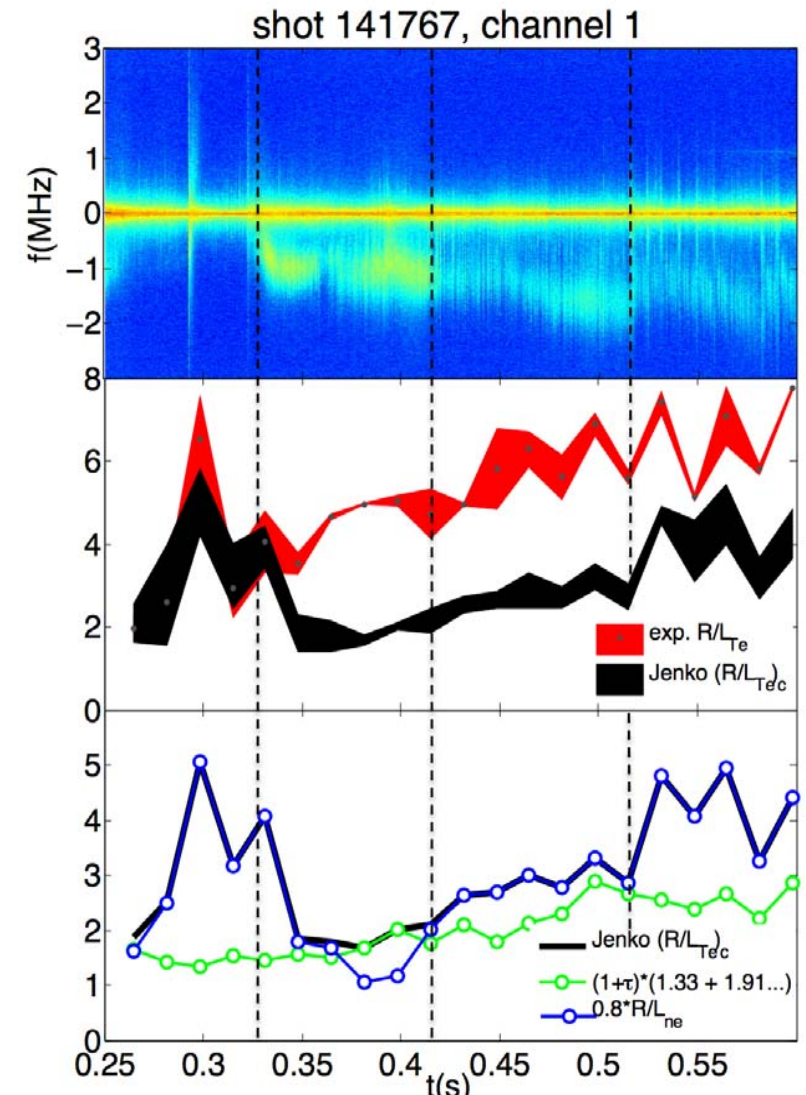 shot 141767, channel 1
f(MHz)
3
2
1
0
−1
−2
8
6
4
2
0
exp. R/L_Te
Jenko (R/L_Te)_c
5
4
3
2
1
0
Jenko (R/L_Te)_c
(1+τ)*(1.33 + 1.91...)
0.8*R/L_ne
0.25 0.3 0.35 0.4 0.45 0.5 0.55
t(s)